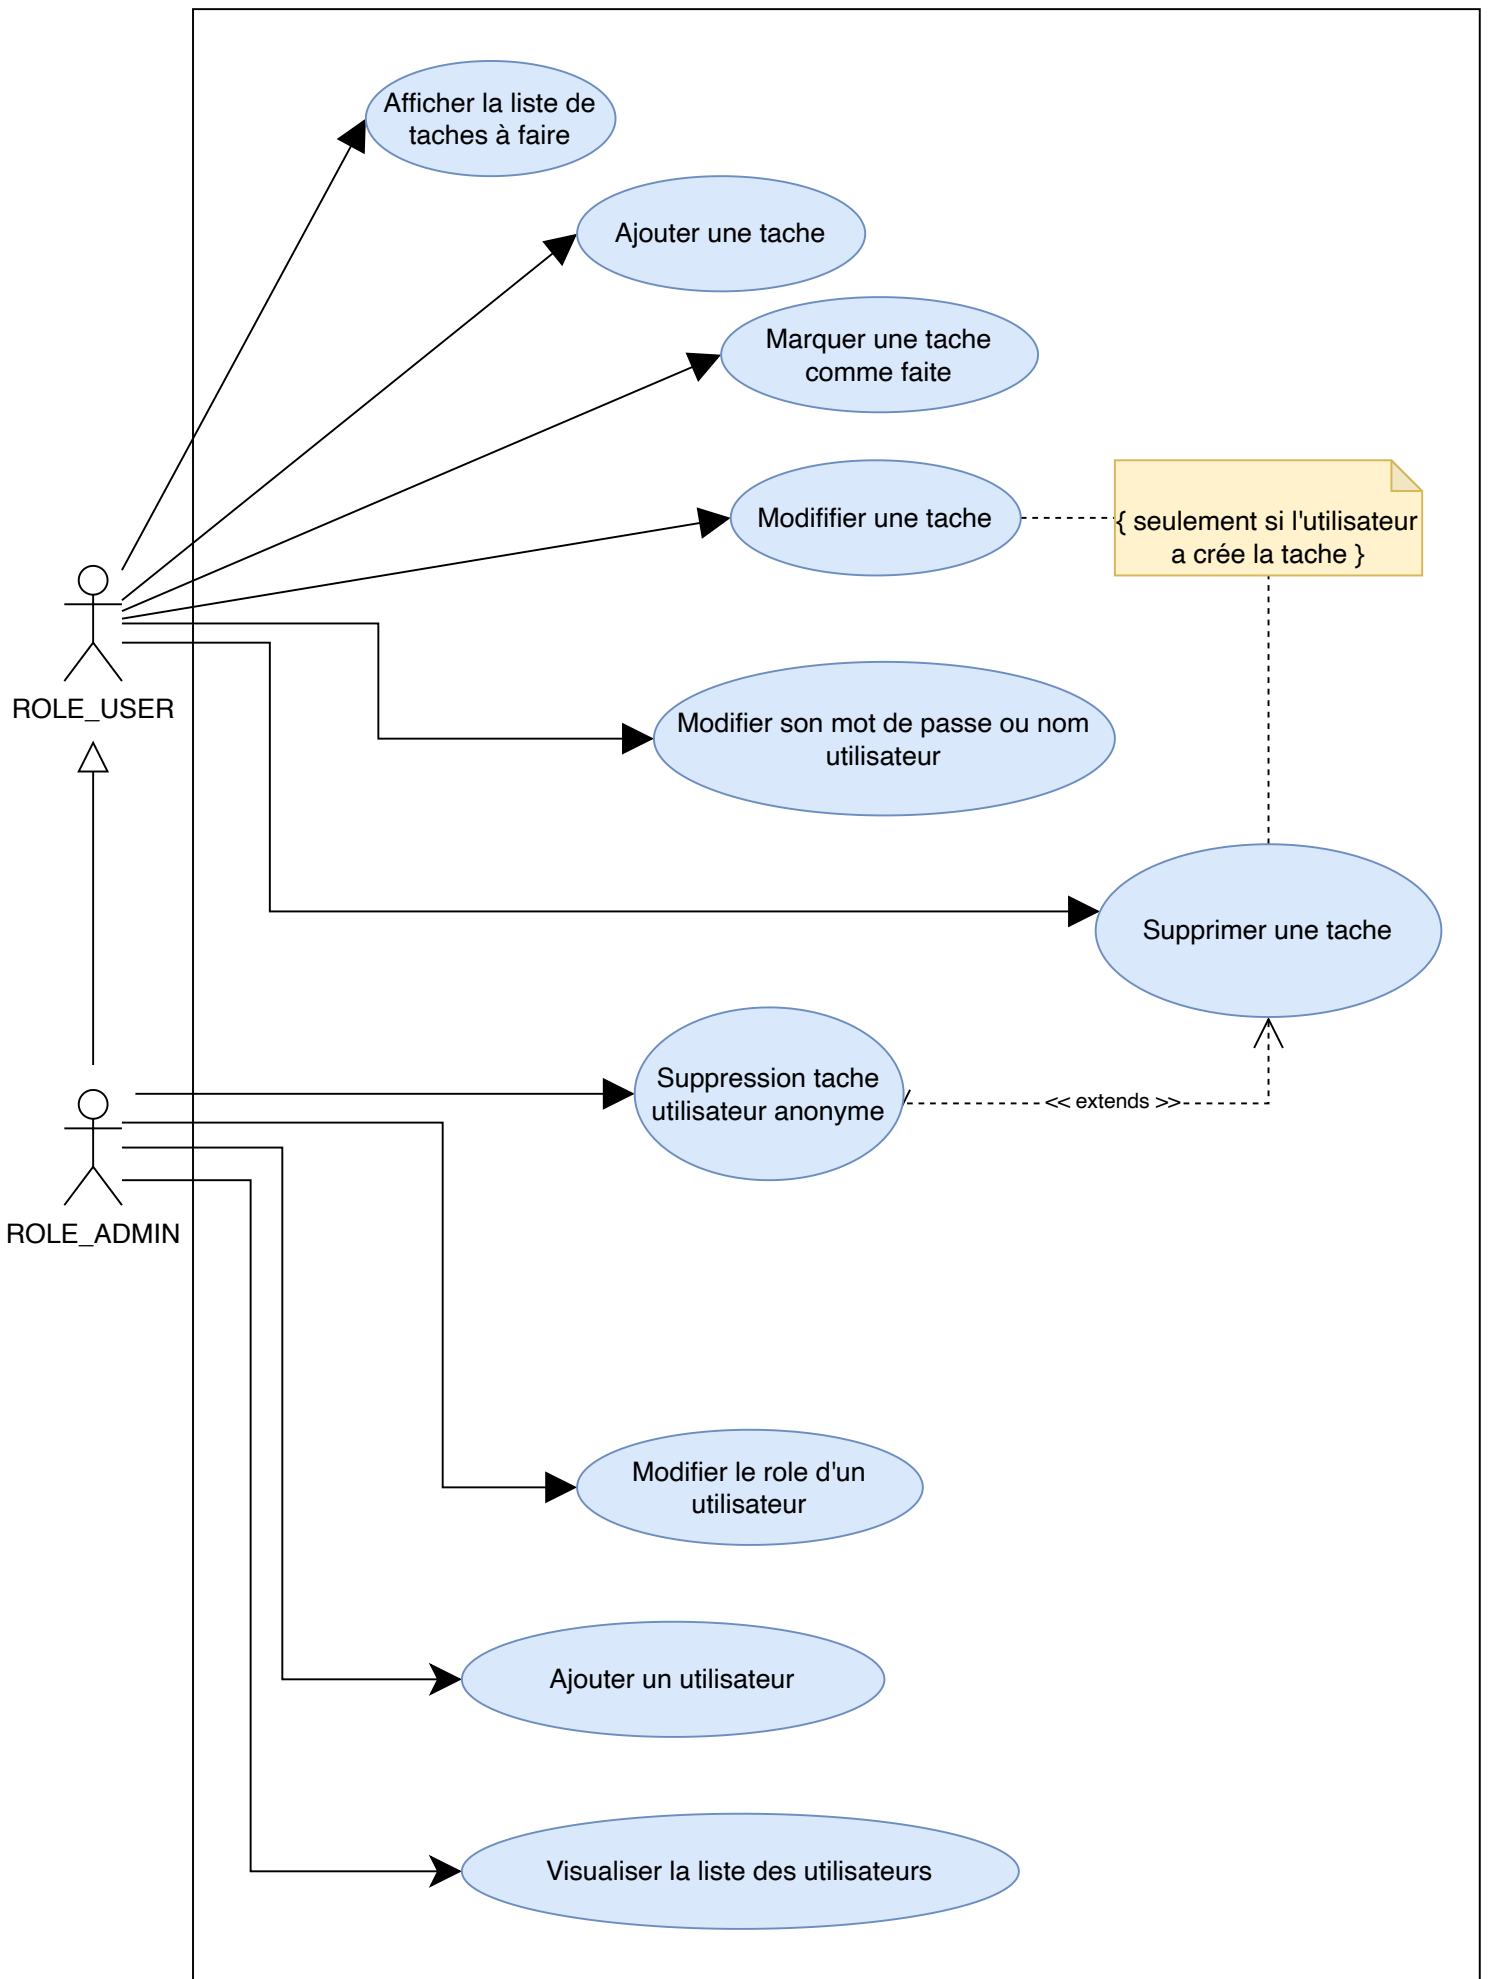 Afficher la liste de
taches à faire
Ajouter une tache
Marquer une tache
comme faite
Modififier une tache
{ seulement si l'utilisateur
a crée la tache }
ROLE_USER
Modifier son mot de passe ou nom
utilisateur
Supprimer une tache
Suppression tache
utilisateur anonyme
<< extends >>
ROLE_ADMIN
Modifier le role d'un
utilisateur
Ajouter un utilisateur
Visualiser la liste des utilisateurs